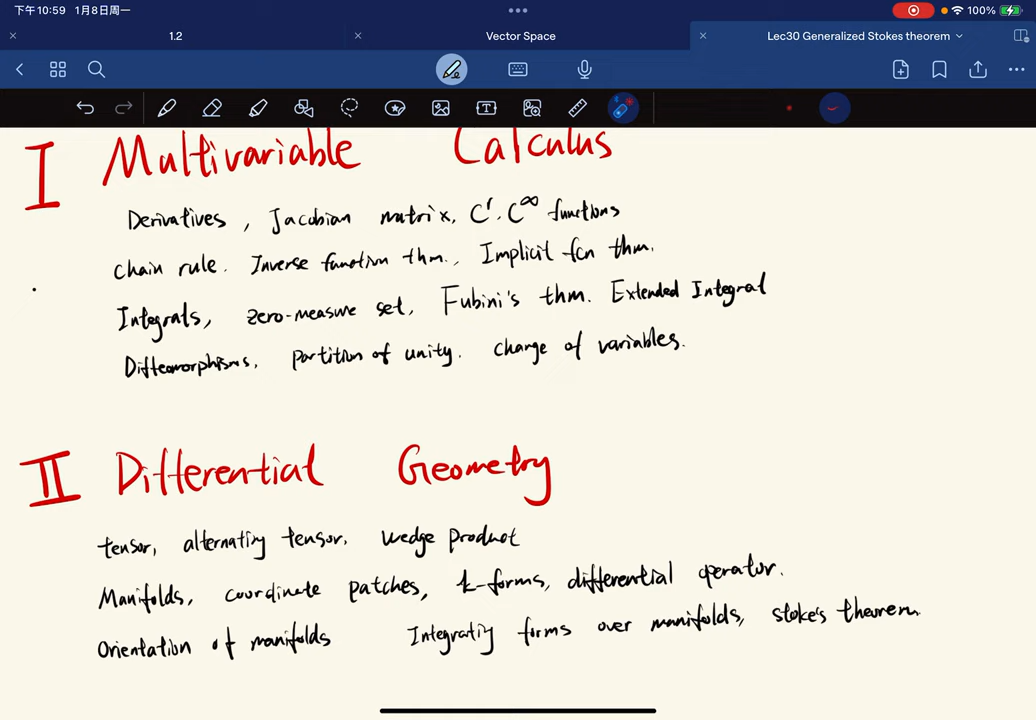 下午10:59 1月8日周一
100%
1.2
Vector Space
Lec30 Generalized Stokes theorem
I Multivariable Calculus
Derivatives, Jacobian matrix, C^r, C^∞ functions
chain rule. Inverse function thm., Implicit fcn thm.
Integrals, zero-measure set, Fubini's thm. Extended Integral
Diffeomorphisms, partition of unity. change of variables.
II Differential Geometry
tensor, alternating tensor, wedge product
Manifolds, coordinate patches, k-forms, differential operator.
Orientation of manifolds Integrating forms over manifolds, stoke's theorem.